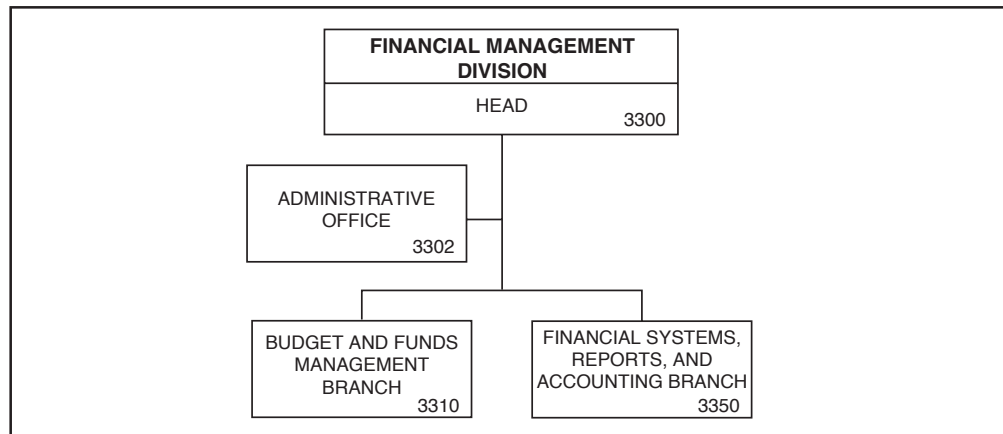 FINANCIAL MANAGEMENT
DIVISION
HEAD
3300
ADMINISTRATIVE
OFFICE
3302
BUDGET AND FUNDS
MANAGEMENT
BRANCH
3310
FINANCIAL SYSTEMS,
REPORTS, AND
ACCOUNTING BRANCH
3350